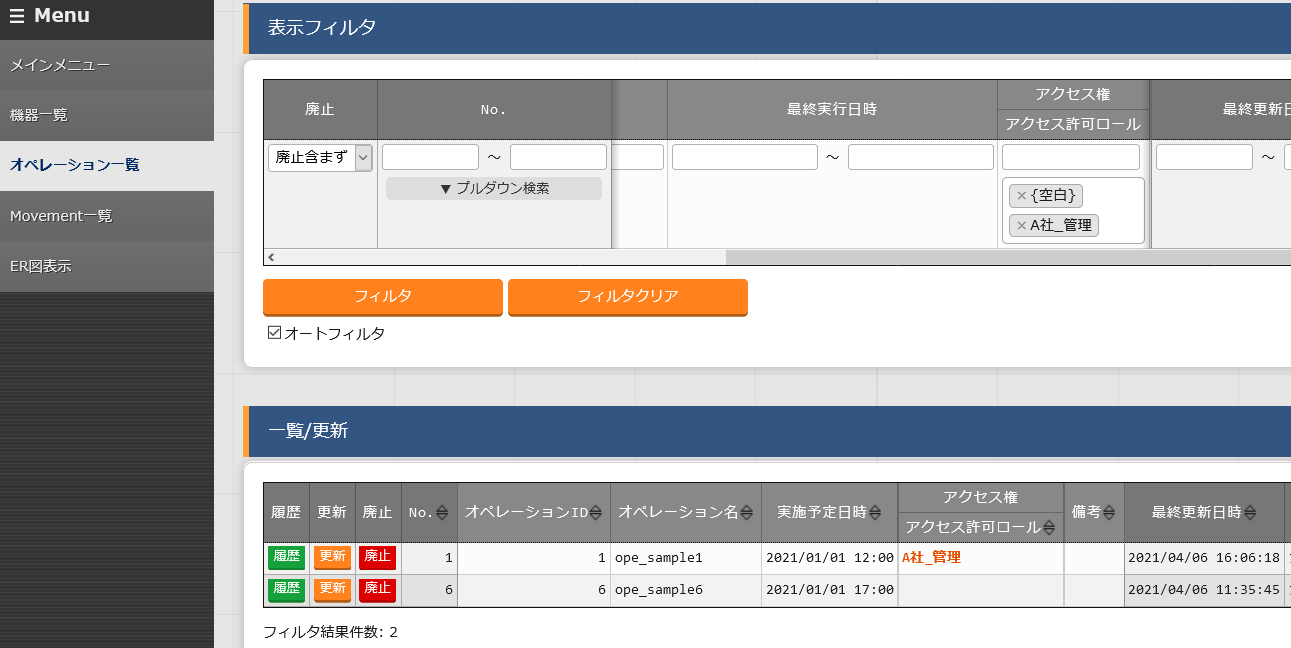 ☰ Menu
メインメニュー
機器一覧
オペレーション一覧
Movement一覧
ER図表示
表示フィルタ
廃止 No. 最終実行日時 アクセス権 最終更新日
アクセス許可ロール
廃止含まず ～ ～ ～
▼ プルダウン検索
×{空白}
×A社_管理
フィルタ フィルタクリア
オートフィルタ
一覧/更新
履歴 更新 廃止 No. オペレーションID オペレーション名 実施予定日時 アクセス権 備考 最終更新日時
アクセス許可ロール
履歴 更新 廃止 1 1 ope_sample1 2021/01/01 12:00 A社_管理 2021/04/06 16:06:18
履歴 更新 廃止 6 6 ope_sample6 2021/01/01 17:00 2021/04/06 11:35:45
フィルタ結果件数: 2